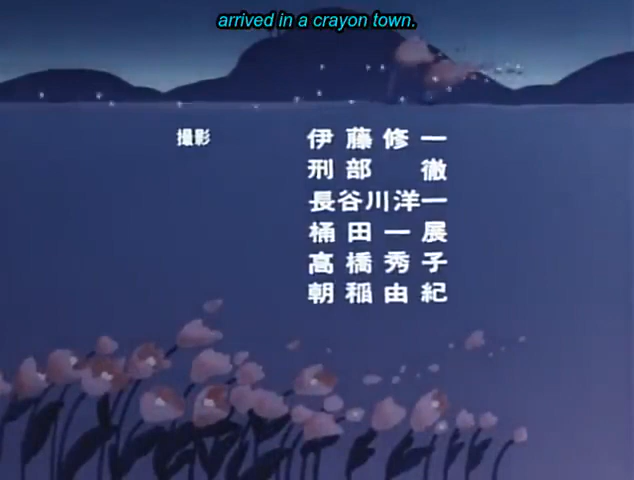 arrived in a crayon town.
撮影 伊藤修一
刑部 徹
長谷川洋一
桶田一展
高橋秀子
朝稲由紀